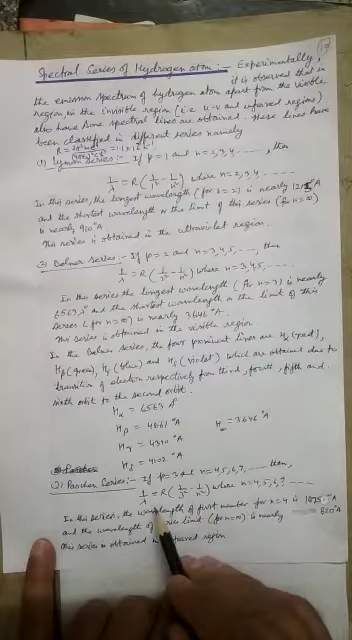 Spectral Series of Hydrogen atom :- Experimentally,
it is observed that in
the emission spectrum of hydrogen atom apart from the visible
region in the invisible region (i.e. u-v and infrared regions)
also have some spectral lines are obtained. These lines have
been classified in different series namely
(1) Lyman series :- If p=1 and n=2,3,4, ...... then
1/λ = R (1/1² - 1/n²) where n=2,3,4. ......
In this series, the longest wavelength (for n=2) is nearly
and the shortest wavelength or the limit of this series (for n=∞)
is nearly 910°A
This series is obtained in the ultraviolet region.
2) Balmer series :- If p=2 and n=3,4,5, ......, then
1/λ = R (1/2² - 1/n²) where n=3,4,5, ......
In this series the longest wavelength (for n=3) is nearly
6563 A° and the shortest wavelength or the limit of this
series (for n=∞) is nearly 3646°A.
This series is obtained in the visible region.
In the Balmer series, the four prominent lines are Hα (red),
Hβ (green), Hγ (blue) and Hδ (violet) which are obtained due to
transition of electron respectively from third, fourth, fifth and
sixth orbit to the second orbit.
Hα = 6563 A°
Hβ = 4861°A H∞ = 3646°A
Hγ = 4340°A
Hδ = 4102°A
Paschen series :- If p=3 and n=4,5,6,7, ...... then,
1/λ = R (1/3² - 1/n²) where n=4,5,6,7. ......
In this series, the wavelength of first member for n=4 is
and the wavelength of series limit (for n=∞) is nearly
This series is obtained in infrared region